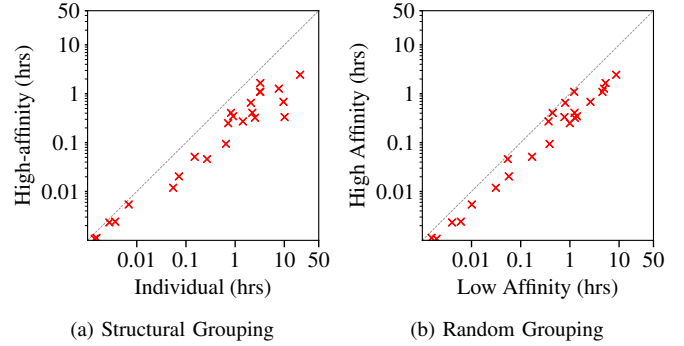 50
10
1
0.1
0.01
High-affinity (hrs)
0.01 0.1 1 10 50
Individual (hrs)
(a) Structural Grouping
50
10
1
0.1
0.01
High Affinity (hrs)
0.01 0.1 1 10 50
Low Affinity (hrs)
(b) Random Grouping